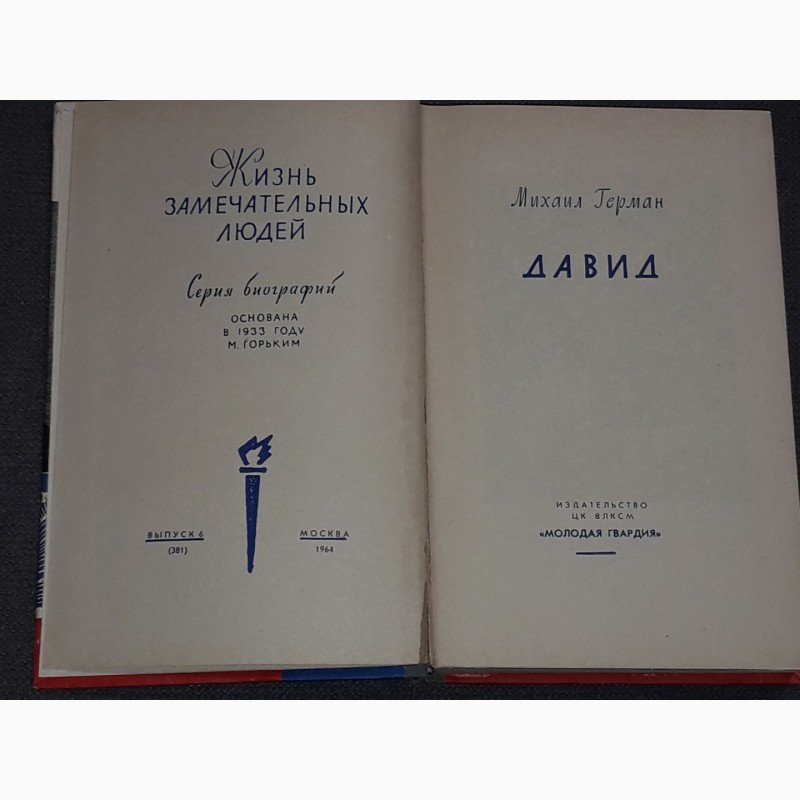 Жизнь
ЗАМЕЧАТЕЛЬНЫХ
ЛЮДЕЙ
Серия биографий
ОСНОВАНА
В 1933 ГОДУ
М. ГОРЬКИМ
ВЫПУСК 6
(381)
МОСКВА
1964
Михаил Герман
ДАВИД
ИЗДАТЕЛЬСТВО
ЦК ВЛКСМ
«МОЛОДАЯ ГВАРДИЯ»